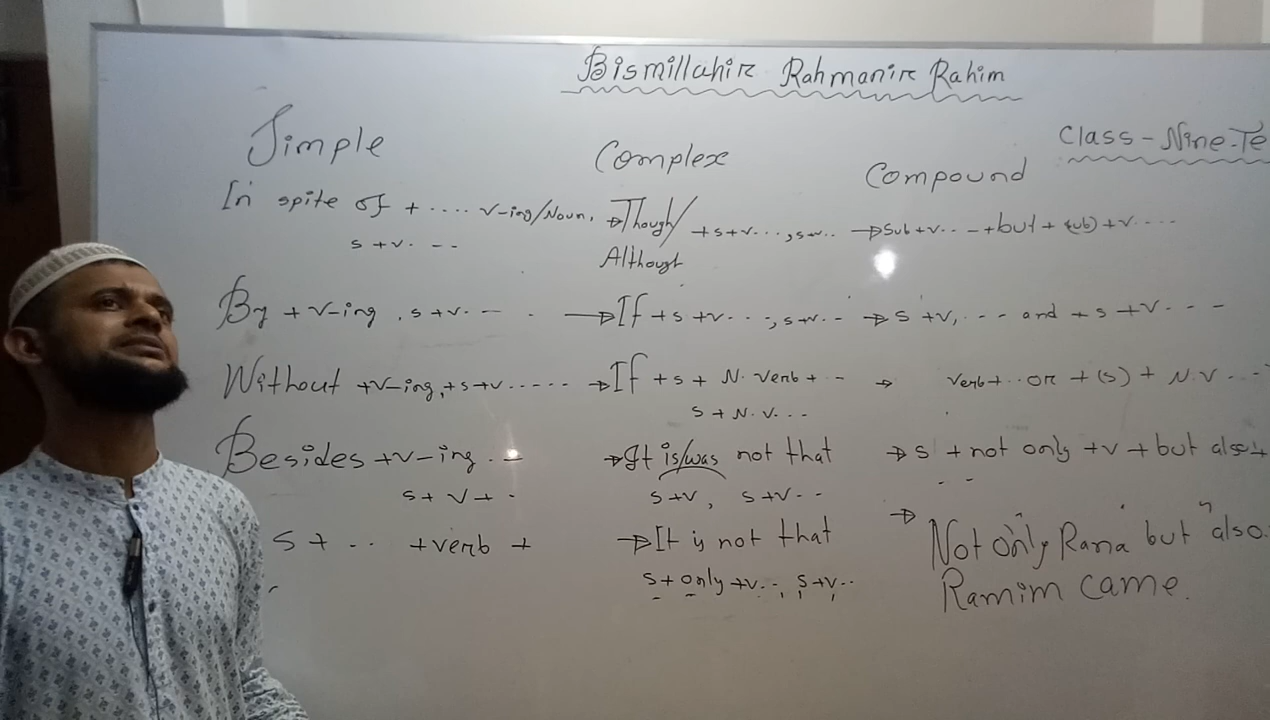 Bismillahir Rahmanir Rahim
Class - Nine-Te
Simple Complex Compound
In spite of + .... v-ing/Noun, → Though/ + s+v...., s+v.. → Sub + v... - + but + (sub) + v ....
s + v. - - Although
By + v-ing, s + v. - - → If + s + v - - -, s+v. - → s + v, - - - and + s + v - - -
Without + v-ing, + s + v ..... → If + s + N. verb + - → verb + .. or + (s) + N.V ...
s + N. v. ..
Besides + v-ing - → It is/was not that → s + not only + v + but also +
s + v + . s+v, s+v- - - -
s + .. + verb + → It is not that → Not only Rana but also
s + only + v. -, s+v.. Ramim came.